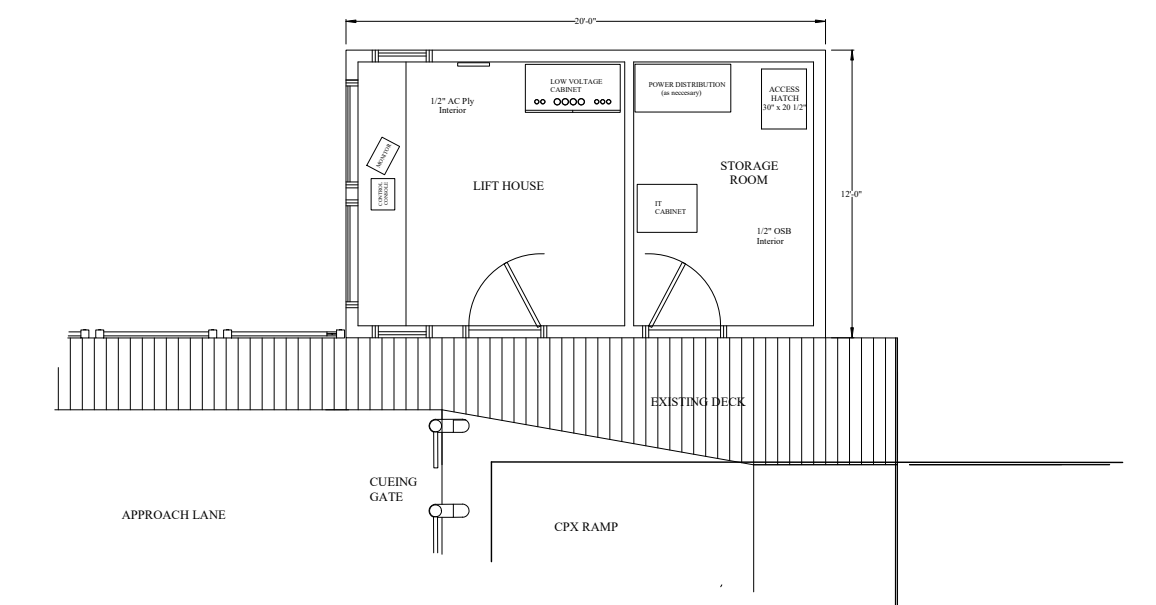 20'-0"
LOW VOLTAGE
CABINET
POWER DISTRIBUTION
(as neccesary)
ACCESS
HATCH
30" x 20 1/2"
1/2" AC Ply
Interior
MONITOR
CONTROL
CONSOLE
LIFT HOUSE
STORAGE
ROOM
12'-0"
IT
CABINET
1/2" OSB
Interior
EXISTING DECK
CUEING
GATE
APPROACH LANE
CPX RAMP